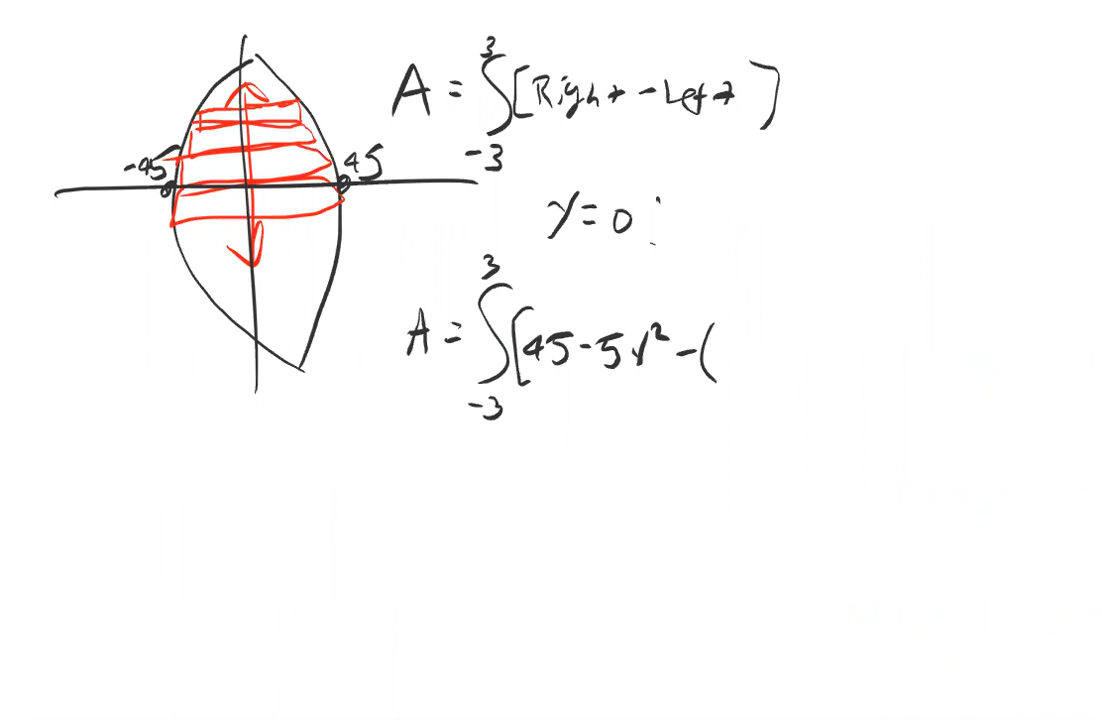 A = ∫_{-3}^{3} [Right - Left]
-45
45
y = 0 :
A = ∫_{-3}^{3} [45 - 5y² - (